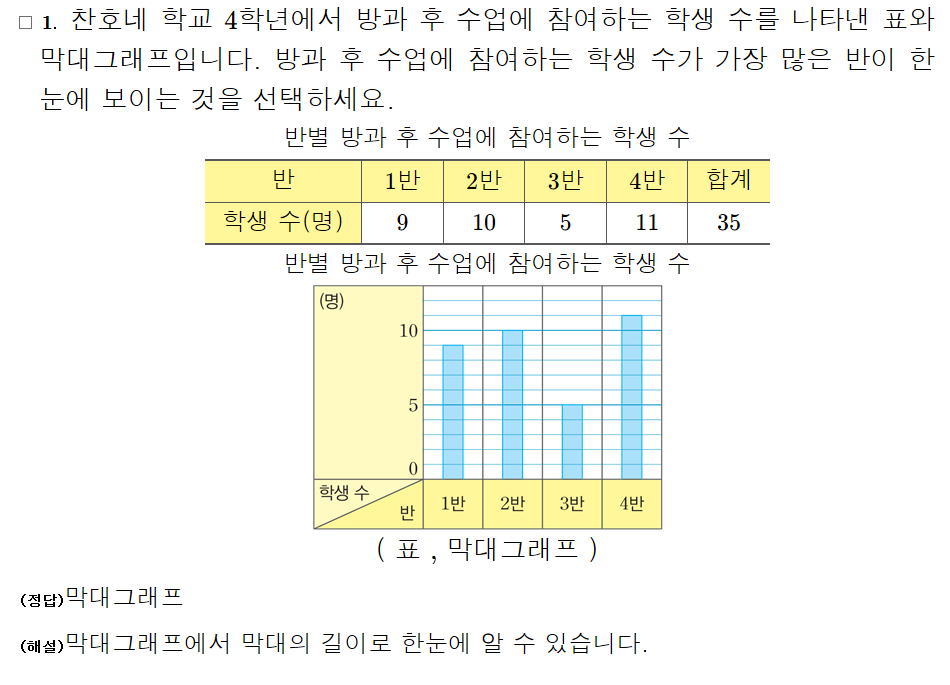 □ 1. 찬호네 학교 4학년에서 방과 후 수업에 참여하는 학생 수를 나타낸 표와
막대그래프입니다. 방과 후 수업에 참여하는 학생 수가 가장 많은 반이 한
눈에 보이는 것을 선택하세요.
반별 방과 후 수업에 참여하는 학생 수
반 1반 2반 3반 4반 합계
학생 수(명) 9 10 5 11 35
반별 방과 후 수업에 참여하는 학생 수
(명)
10
5
0
학생 수
반 1반 2반 3반 4반
( 표 , 막대그래프 )
(정답)막대그래프
(해설)막대그래프에서 막대의 길이로 한눈에 알 수 있습니다.